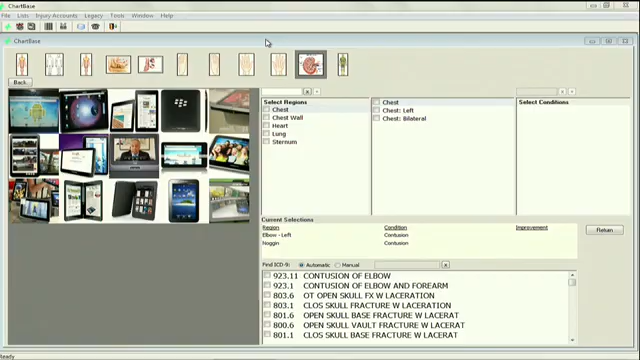 ChartBase
File Lists Injury Accounts Legacy Tools Window Help
ChartBase
Back
Select Regions
Chest
Chest Wall
Heart
Lung
Sternum
Chest
Chest: Left
Chest: Bilateral
Select Conditions
Current Selections
Region Condition Improvement
Elbow - Left Contusion
Noggin Contusion
Return
Find ICD-9: Automatic Manual x
923.11 CONTUSION OF ELBOW
923.1 CONTUSION OF ELBOW AND FOREARM
803.6 OT OPEN SKULL FX W LACERATION
803.1 CLOS SKULL FRACTURE W LACERATION
801.6 OPEN SKULL BASE FRACTURE W LACERAT
800.6 OPEN SKULL VAULT FRACTURE W LACERAT
801.1 CLOS SKULL BASE FRACTURE W LACERAT
Ready